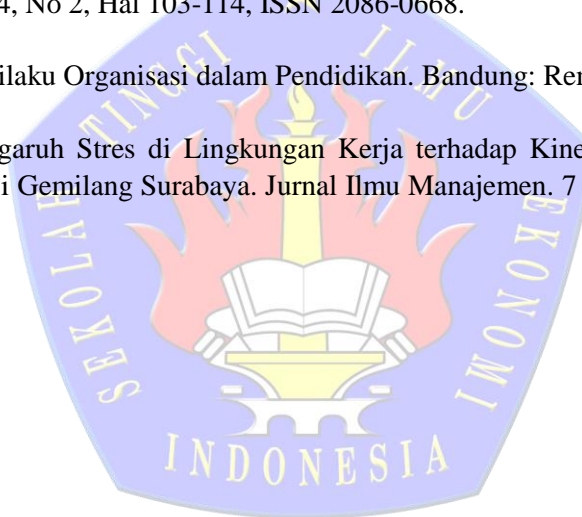 4, No 2, Hal 103-114, ISSN 2086-0668.
ilaku Organisasi dalam Pendidikan. Bandung: Rem
garuh Stres di Lingkungan Kerja terhadap Kine
i Gemilang Surabaya. Jurnal Ilmu Manajemen. 7
SEKOLAH TINGGI ILMU EKONOMI
INDONESIA